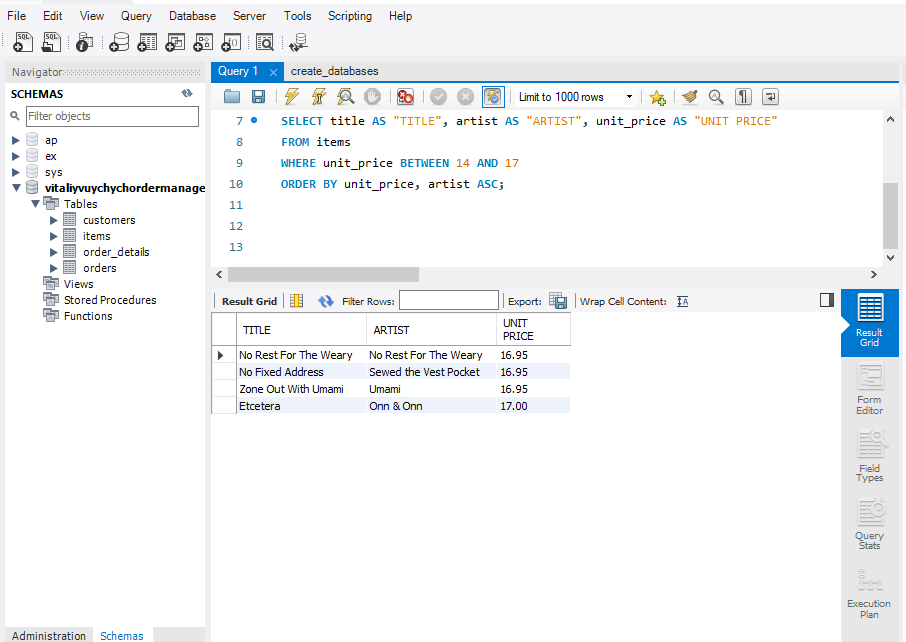 File Edit View Query Database Server Tools Scripting Help
SQL SQL
Navigator
SCHEMAS
Filter objects
ap
ex
sys
vitaliyvuychychordermanage
Tables
customers
items
order_details
orders
Views
Stored Procedures
Functions
Administration Schemas
Query 1 create_databases
Limit to 1000 rows
7 SELECT title AS "TITLE", artist AS "ARTIST", unit_price AS "UNIT PRICE"
8 FROM items
9 WHERE unit_price BETWEEN 14 AND 17
10 ORDER BY unit_price, artist ASC;
11
12
13
Result Grid Filter Rows: Export: Wrap Cell Content: IA
TITLE ARTIST UNIT
PRICE
No Rest For The Weary No Rest For The Weary 16.95
No Fixed Address Sewed the Vest Pocket 16.95
Zone Out With Umami Umami 16.95
Etcetera Onn & Onn 17.00
Result
Grid
Form
Editor
Field
Types
Query
Stats
Execution
Plan